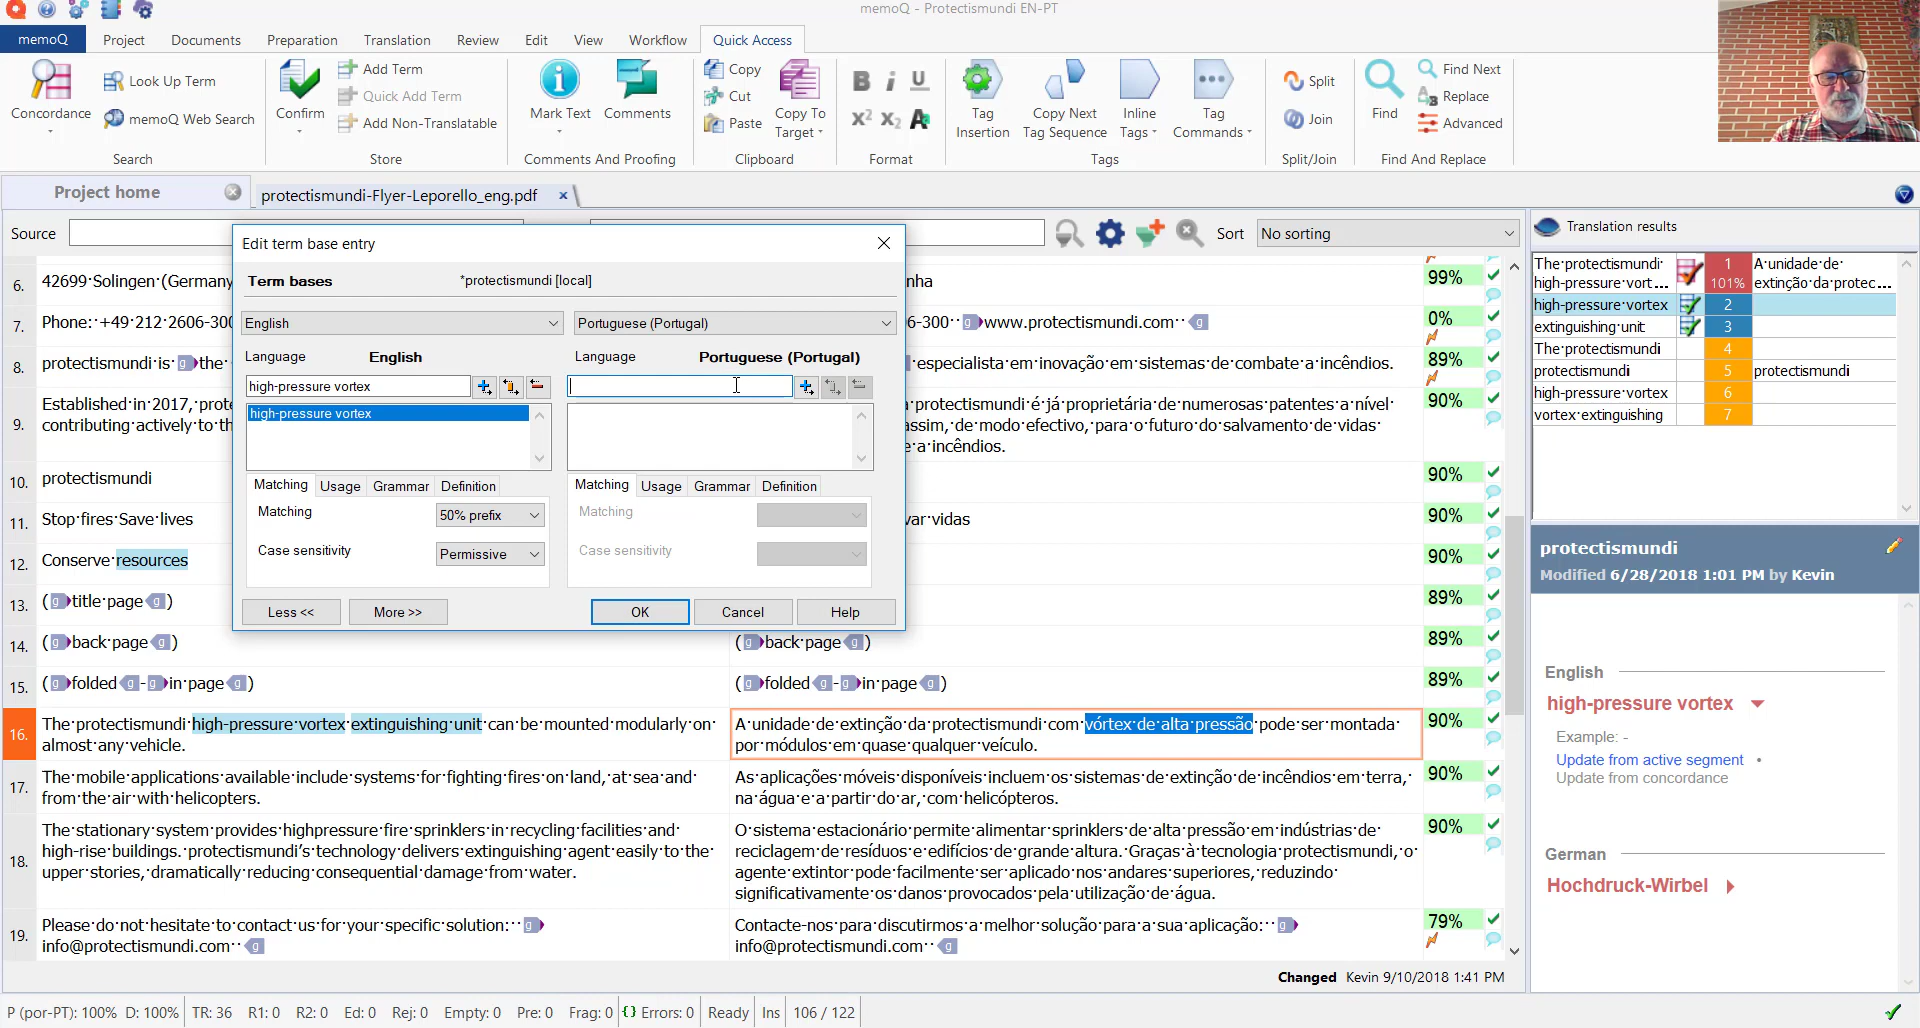 memoQ - Protectismundi EN-PT
memoQ Project Documents Preparation Translation Review Edit View Workflow Quick Access
Concordance
Look Up Term
memoQ Web Search
Search
Confirm
Add Term
Quick Add Term
Add Non-Translatable
Store
Mark Text
Comments
Comments And Proofing
Copy
Cut
Paste
Copy To
Target
Clipboard
B i U
X² X₂ A
Format
Tag
Insertion
Copy Next
Tag Sequence
Inline
Tags
Tag
Commands
Tags
Split
Join
Split/Join
Find
Find Next
Replace
Advanced
Find And Replace
Project home
protectismundi-Flyer-Leporello_eng.pdf
Source
Sort No sorting
Edit term base entry
Term bases *protectismundi [local]
English Portuguese (Portugal)
Language English
Language Portuguese (Portugal)
high-pressure vortex
high-pressure vortex
Matching Usage Grammar Definition
Matching 50% prefix
Case sensitivity Permissive
Matching Usage Grammar Definition
Matching
Case sensitivity
Less << More >> OK Cancel Help
6. 42699·Solingen·(Germany nha 99%
7. Phone:·+49·212·2606-300 -06-300··g www.protectismundi.com··g 0%
8. protectismundi·is·g the· especialista·em·inovação·em·sistemas·de·combate·a·incêndios. 89%
9. Established·in·2017,·prote a·protectismundi·é·já·proprietária·de·numerosas·patentes·a·nível· 90%
contributing·actively·to·th assim,·de·modo·efectivo,·para·o·futuro·do·salvamento·de·vidas·
e·a·incêndios.
10. protectismundi 90%
11. Stop·fires·Save·lives var·vidas 90%
12. Conserve·resources 90%
13. (g title·page g) 89%
14. (g back·page g) (g back·page g) 89%
15. (g folded g-g in·page g) (g folded g-g in·page g) 89%
16. The·protectismundi·high-pressure·vortex·extinguishing·unit·can·be·mounted·modularly·on·
almost·any·vehicle.
A·unidade·de·extinção·da·protectismundi·com·vórtex·de·alta·pressão·pode·ser·montada· 90%
por·módulos·em·quase·qualquer·veículo.
17. The·mobile·applications·available·include·systems·for·fighting·fires·on·land,·at·sea·and·
from·the·air·with·helicopters.
As·aplicações·móveis·disponíveis·incluem·os·sistemas·de·extinção·de·incêndios·em·terra,· 90%
na·água·e·a·partir·do·ar,·com·helicópteros.
18. The·stationary·system·provides·highpressure·fire·sprinklers·in·recycling·facilities·and·
high-rise·buildings.·protectismundi's·technology·delivers·extinguishing·agent·easily·to·the·
upper·stories,·dramatically·reducing·consequential·damage·from·water.
O·sistema·estacionário·permite·alimentar·sprinklers·de·alta·pressão·em·indústrias·de· 90%
reciclagem·de·resíduos·e·edifícios·de·grande·altura.·Graças·à·tecnologia·protectismundi,·o·
agente·extintor·pode·facilmente·ser·aplicado·nos·andares·superiores,·reduzindo·
significativamente·os·danos·provocados·pela·utilização·de·água.
19. Please·do·not·hesitate·to·contact·us·for·your·specific·solution:··g
info@protectismundi.com··g
Contacte-nos·para·discutirmos·a·melhor·solução·para·a·sua·aplicação:··g 79%
info@protectismundi.com··g
Changed Kevin 9/10/2018 1:41 PM
Translation results
The·protectismundi· 1 A·unidade·de·
high-pressure·vort... 101% extinção·da·protec...
high-pressure·vortex 2
extinguishing·unit 3
The·protectismundi 4
protectismundi 5 protectismundi
high-pressure·vortex 6
vortex·extinguishing 7
protectismundi
Modified 6/28/2018 1:01 PM by Kevin
English
high-pressure vortex
Example: -
Update from active segment •
Update from concordance
German
Hochdruck-Wirbel
P (por-PT): 100% D: 100% TR: 36 R1: 0 R2: 0 Ed: 0 Rej: 0 Empty: 0 Pre: 0 Frag: 0 {} Errors: 0 Ready Ins 106 / 122